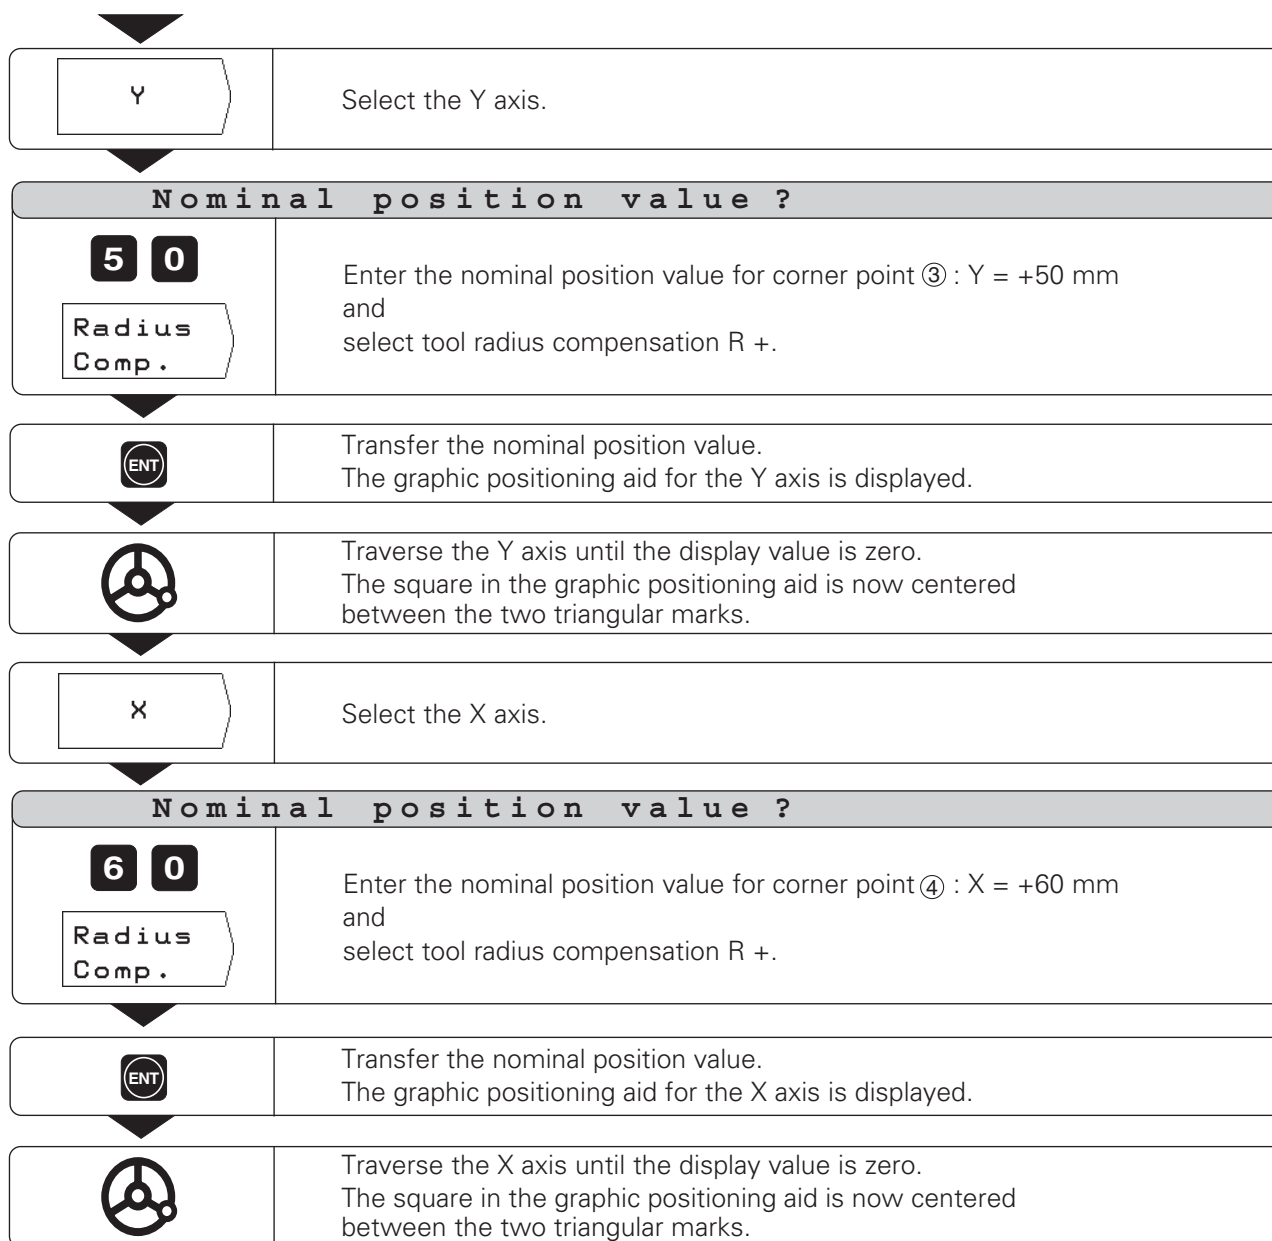 Y
Select the Y axis.
Nominal position value ?
5 0
Radius
Comp.
Enter the nominal position value for corner point ③ : Y = +50 mm
and
select tool radius compensation R +.
ENT
Transfer the nominal position value.
The graphic positioning aid for the Y axis is displayed.
Traverse the Y axis until the display value is zero.
The square in the graphic positioning aid is now centered
between the two triangular marks.
X
Select the X axis.
Nominal position value ?
6 0
Radius
Comp.
Enter the nominal position value for corner point ④ : X = +60 mm
and
select tool radius compensation R +.
ENT
Transfer the nominal position value.
The graphic positioning aid for the X axis is displayed.
Traverse the X axis until the display value is zero.
The square in the graphic positioning aid is now centered
between the two triangular marks.